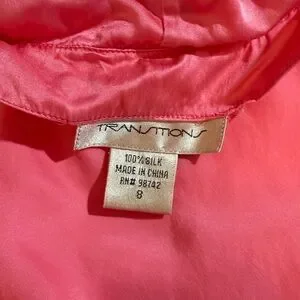 TRANSITIONS
100% SILK
MADE IN CHINA
RN# 98742
8